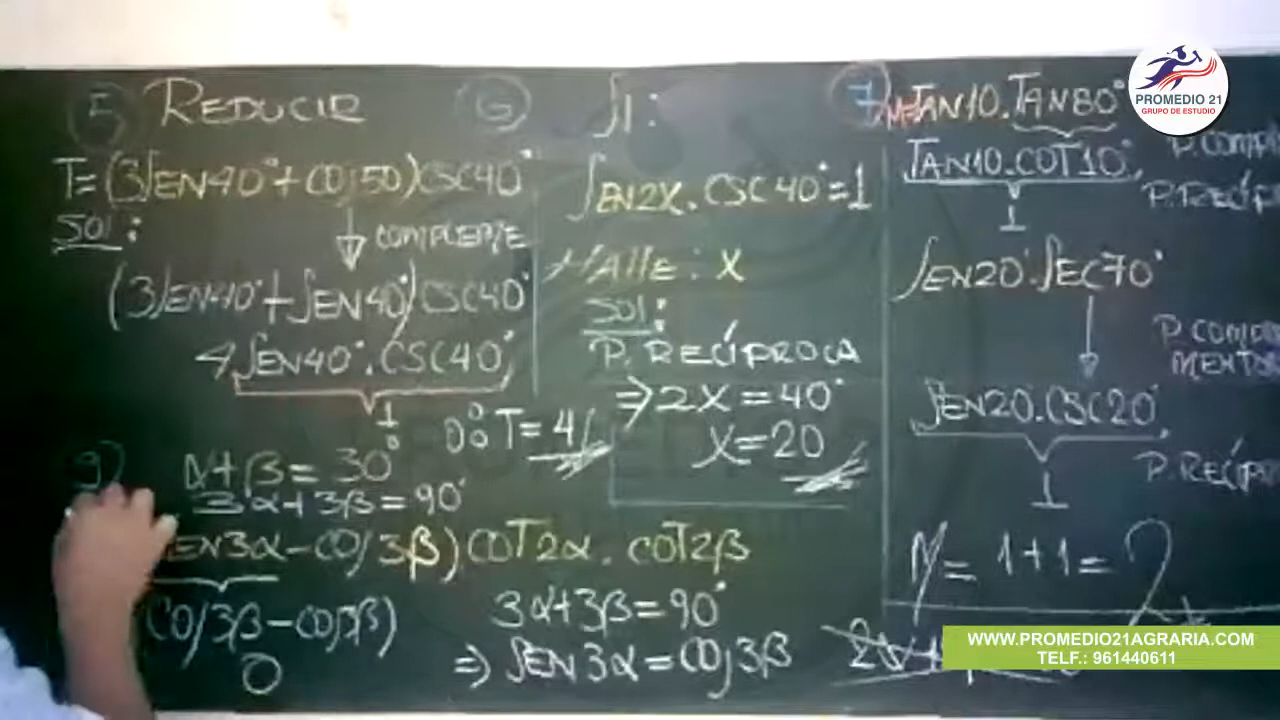 5 REDUCIR
T=(3SEN40°+COS50)CSC40°
SOL:
COMPLEME
(3SEN40°+SEN40°)CSC40°
4SEN40°.CSC40°
1
∴T=4
6 SI:
SEN2X.CSC40°=1
HALLE: X
SOL:
P. RECÍPROCA
⇒2X=40°
X=20
7 M=TAN10.TAN80°
TAN10.COT10°
1
SEN20°.SEC70°
SEN20.CSC20°
1
M=1+1=2
P.COMPLE
P.RECÍP
P.COMPLE
MENTO
P.RECÍP
9)
α+β=30°
3α+3β=90°
SEN3α-COS3β)COT2α.COT2β
(COS3β-COS3β)
0
3α+3β=90°
⇒SEN3α=COS3β
PROMEDIO 21
GRUPO DE ESTUDIO
WWW.PROMEDIO21AGRARIA.COM
TELF.: 961440611